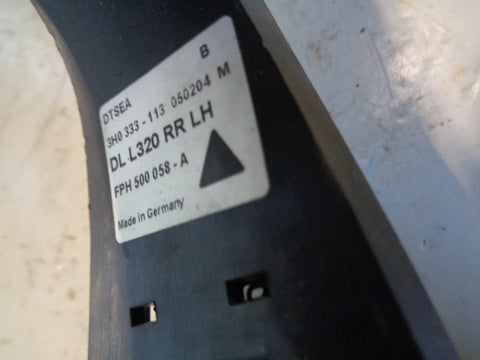 B
DTSEA
3H0 333 - 113 050204 M
DL L320 RR LH
FPH 500 058 - A
Made in Germany